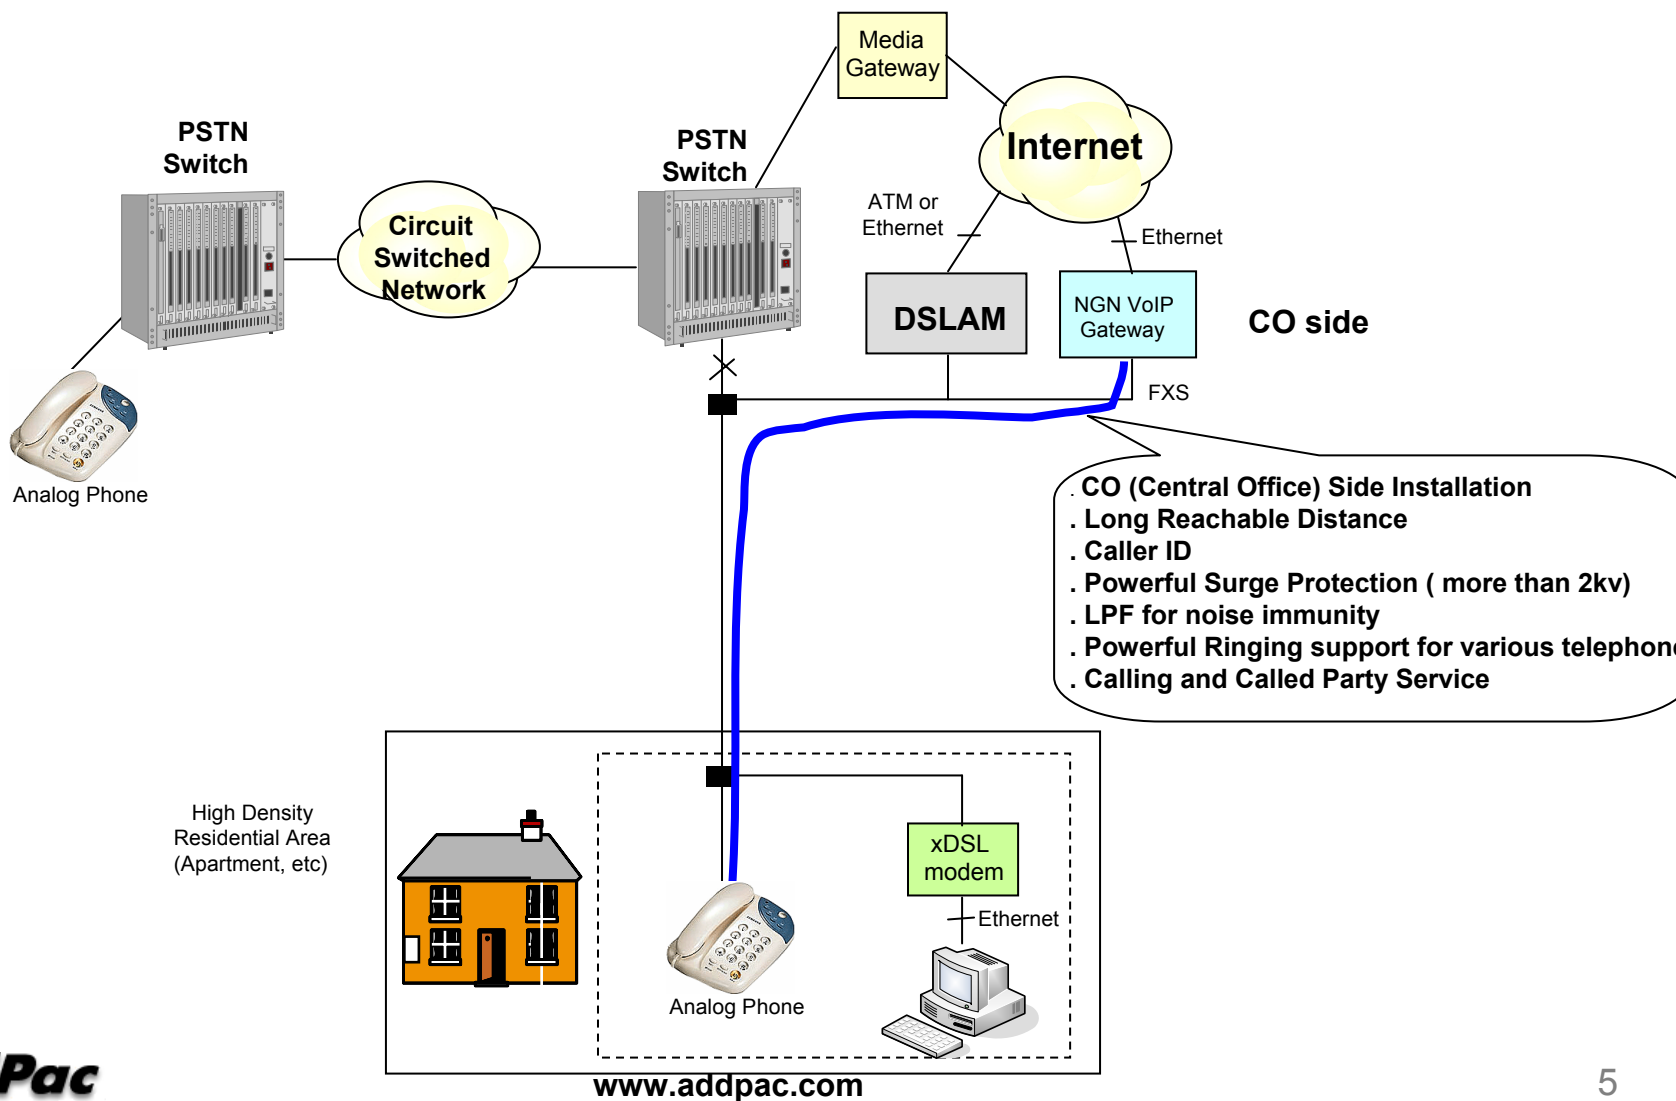 Media
Gateway
PSTN
Switch
PSTN
Switch
Internet
Circuit
Switched
Network
ATM or
Ethernet
Ethernet
DSLAM
NGN VoIP
Gateway
CO side
FXS
Analog Phone
. CO (Central Office) Side Installation
. Long Reachable Distance
. Caller ID
. Powerful Surge Protection ( more than 2kv)
. LPF for noise immunity
. Powerful Ringing support for various telephone
. Calling and Called Party Service
High Density
Residential Area
(Apartment, etc)
xDSL
modem
Ethernet
Analog Phone
Pac
www.addpac.com
5